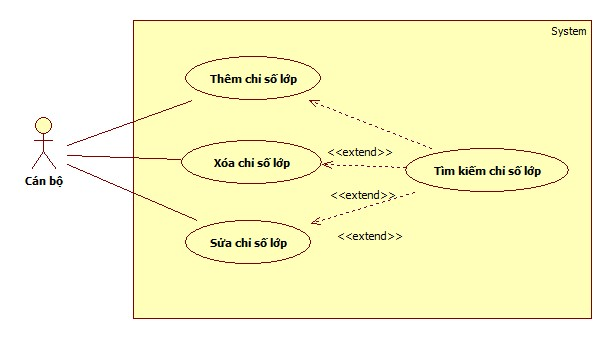 System
Thêm chỉ số lớp
<<extend>>
Xóa chỉ số lớp
Tìm kiếm chỉ số lớp
Cán bộ
<<extend>>
<<extend>>
Sửa chỉ số lớp